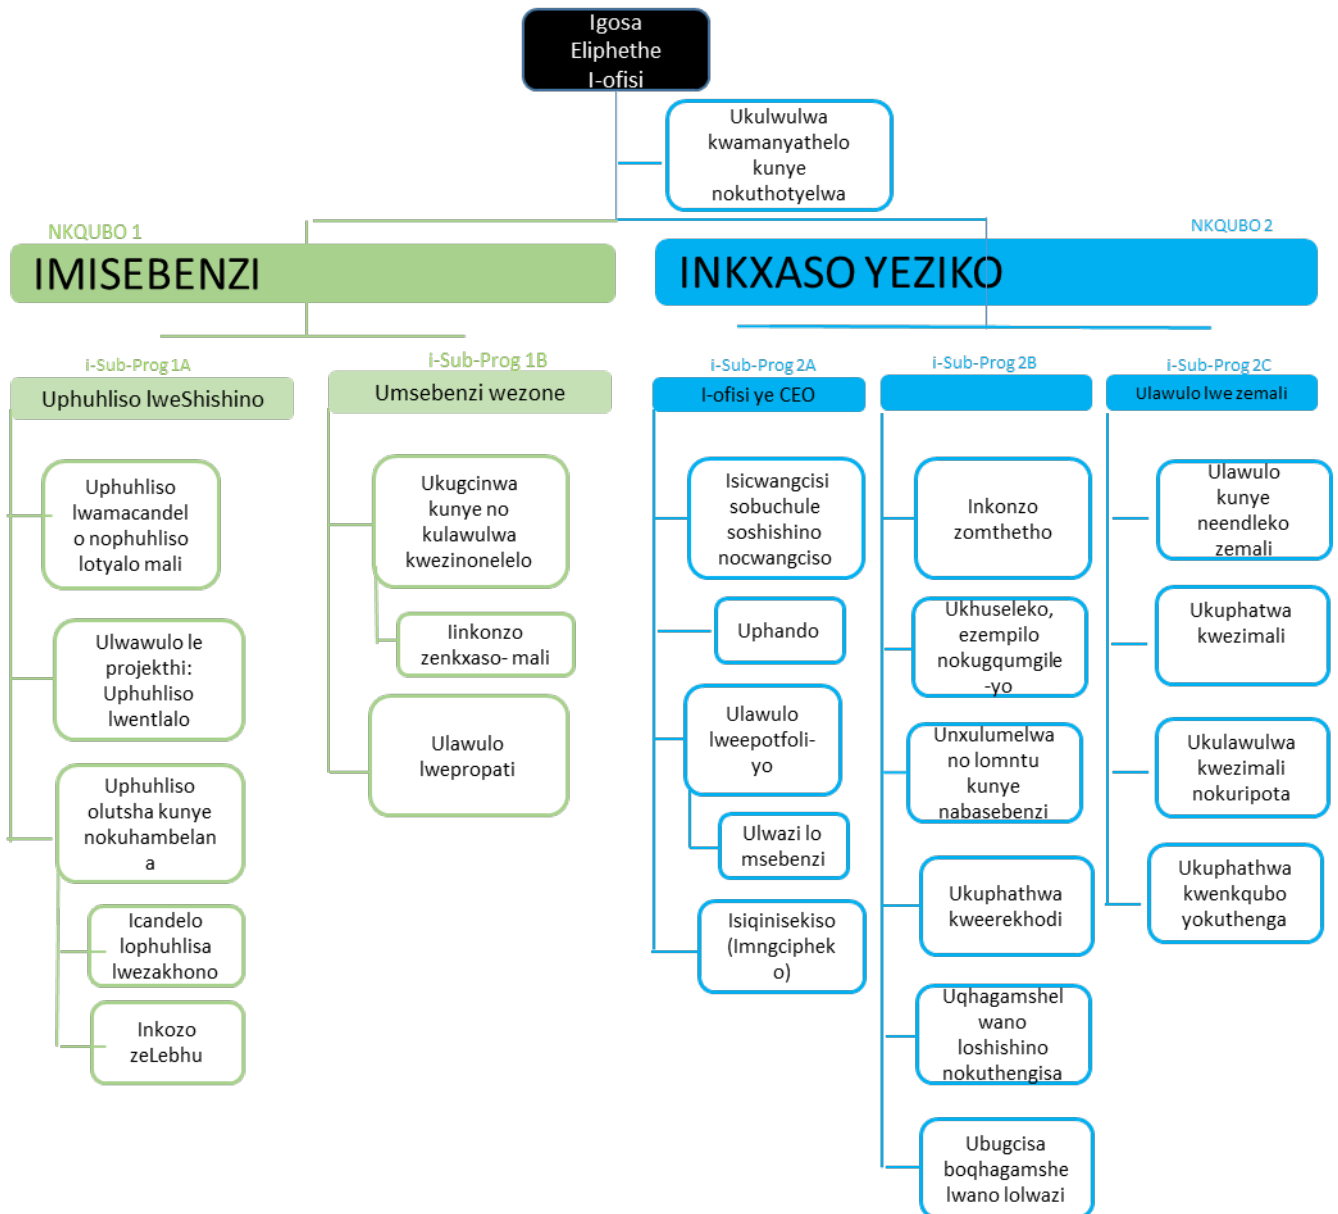 Igosa
Eliphethe
I-ofisi
Ukulwulwa
kwamanyathelo
kunye
nokuthotyelwa
NKQUBO 1
IMISEBENZI
NKQUBO 2
INKXASO YEZIKO
i-Sub-Prog 1A
Uphuhliso lweShishino
Uphuhliso
lwamacandel
o nophuhliso
lotyalo mali
Ulwawulo le
projekthi:
Uphuhliso
lwentlalo
Uphuhliso
olutsha kunye
nokuhambelan
a
Icandelo
lophuhlisa
lwezakhono
Inkozo
zeLebhu
i-Sub-Prog 1B
Umsebenzi wezone
Ukugcinwa
kunye no
kulawulwa
kwezinonelelo
Iinkonzo
zenkxaso- mali
Ulawulo
lwepropati
i-Sub-Prog 2A
I-ofisi ye CEO
Isicwangcisi
sobuchule
soshishino
nocwangciso
Uphando
Ulawulo
lweepotfoli-
yo
Ulwazi lo
msebenzi
Isiqinisekiso
(Imngciphek
o)
i-Sub-Prog 2B
Inkonzo
zomthetho
Ukhuseleko,
ezempilo
nokugqumgile
-yo
Unxulumelwa
no lomntu
kunye
nabasebenzi
Ukuphathwa
kweerekhodi
Uqhagamshel
wano
loshishino
nokuthengisa
Ubugcisa
boqhagamshe
lwano lolwazi
i-Sub-Prog 2C
Ulawulo lwe zemali
Ulawulo
kunye
neendleko
zemali
Ukuphatwa
kwezimali
Ukulawulwa
kwezimali
nokuripota
Ukuphathwa
kwenkqubo
yokuthenga